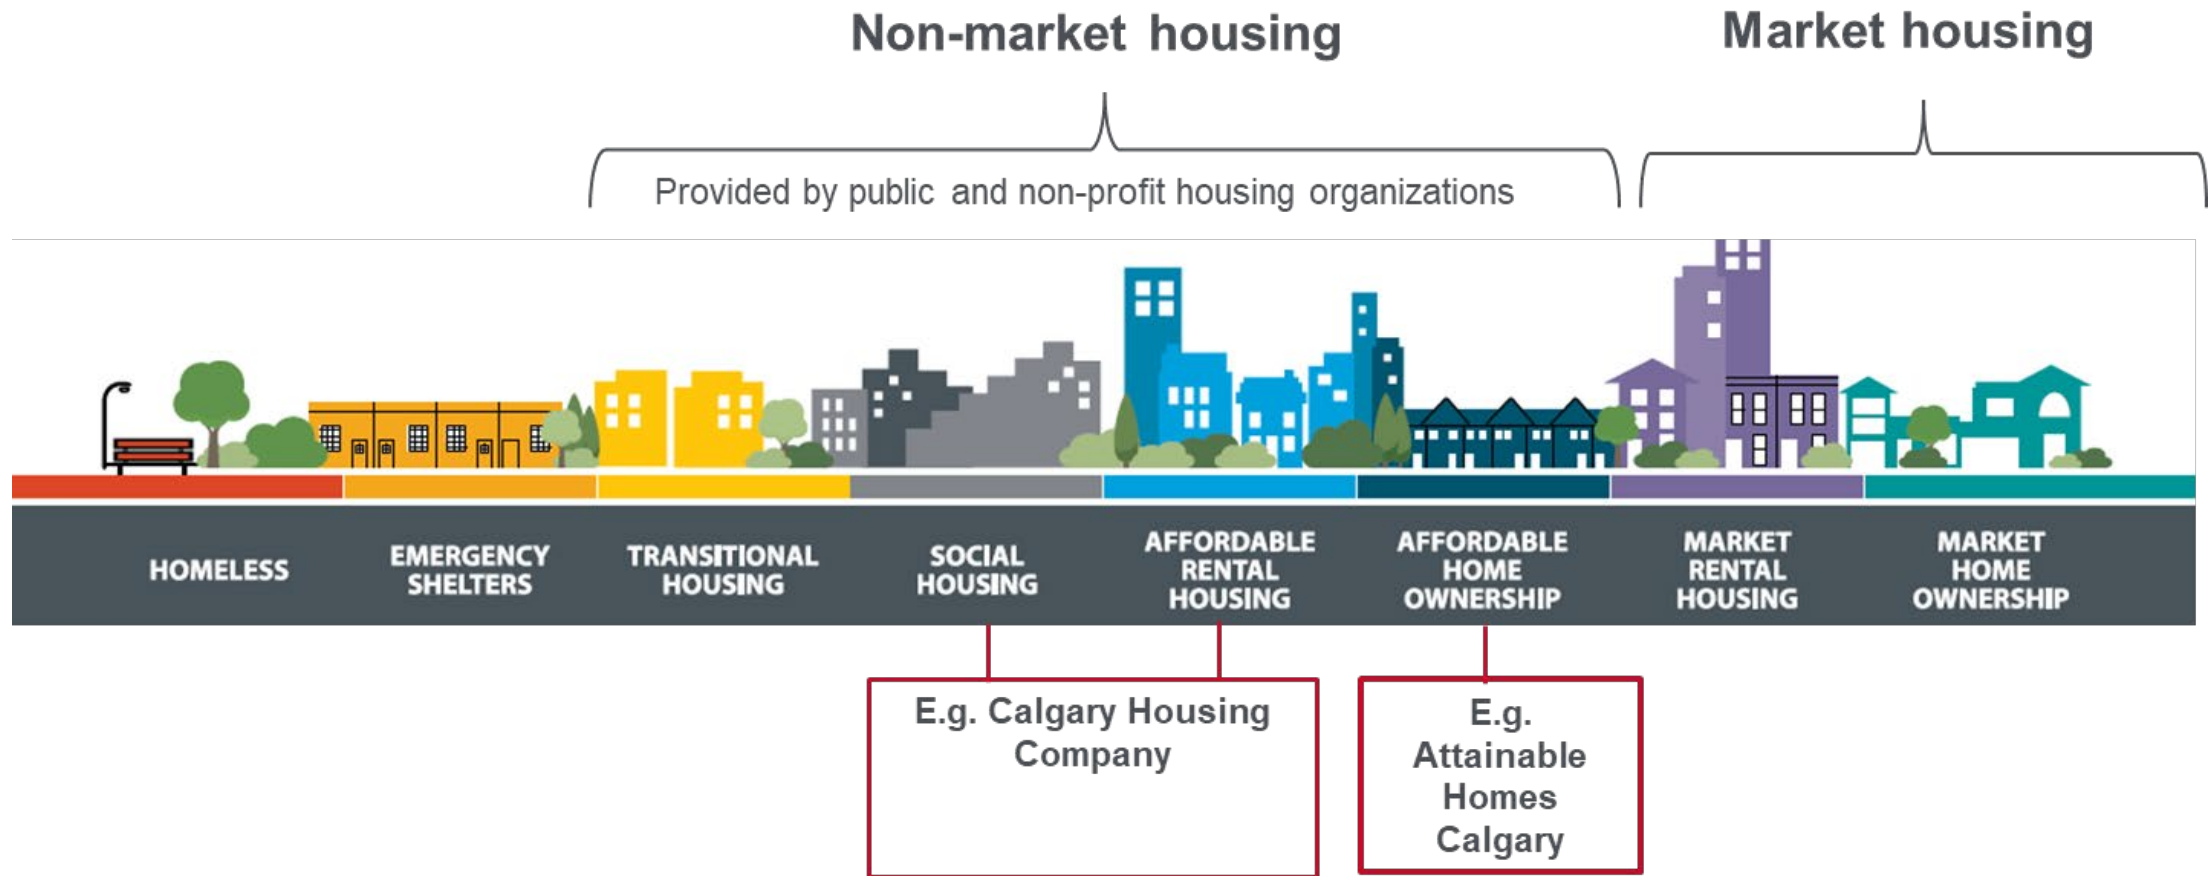 Non-market housing
Market housing
Provided by public and non-profit housing organizations
HOMELESS
EMERGENCY
SHELTERS
TRANSITIONAL
HOUSING
SOCIAL
HOUSING
AFFORDABLE
RENTAL
HOUSING
AFFORDABLE
HOME
OWNERSHIP
MARKET
RENTAL
HOUSING
MARKET
HOME
OWNERSHIP
E.g. Calgary Housing
Company
E.g.
Attainable
Homes
Calgary